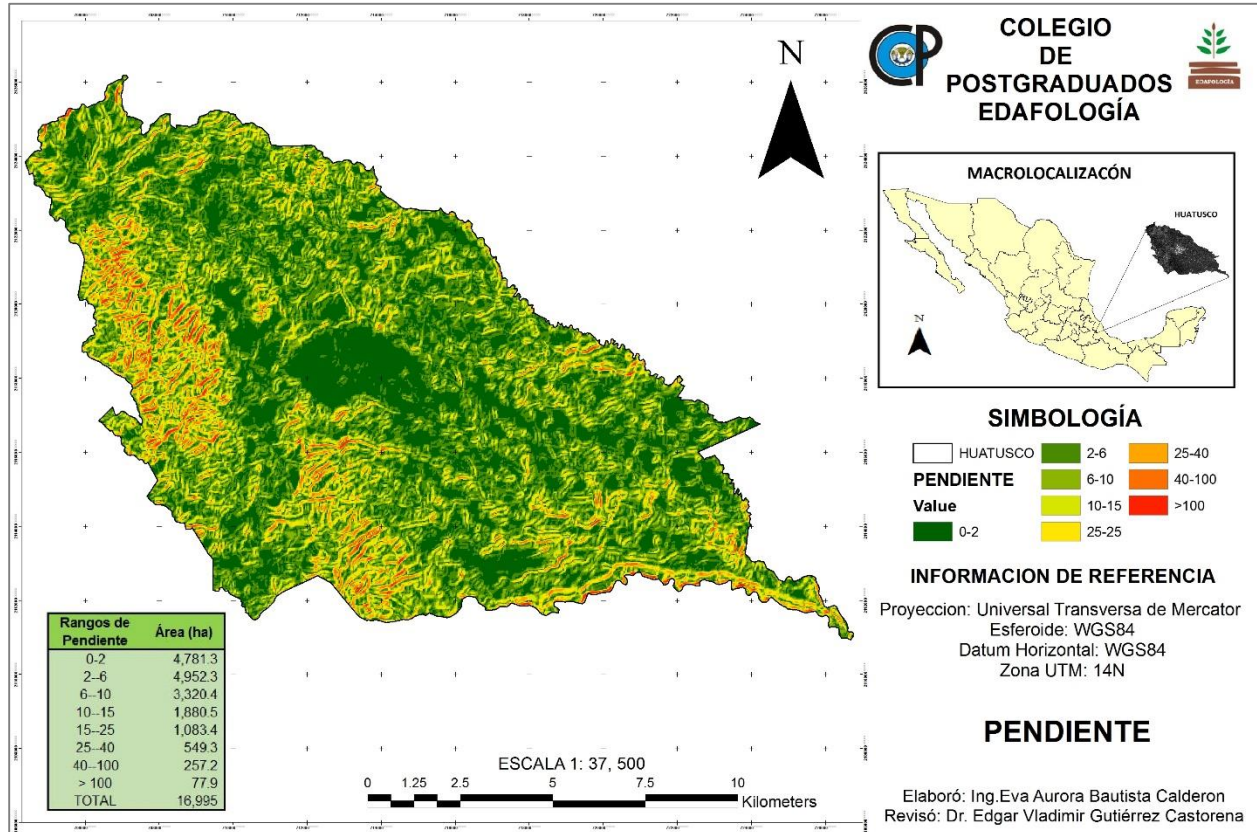 N
Rangos de Pendiente Área (ha)
0-2 4,781.3
2--6 4,952.3
6--10 3,320.4
10--15 1,880.5
15--25 1,083.4
25--40 549.3
40--100 257.2
> 100 77.9
TOTAL 16,995
ESCALA 1: 37, 500
0 1.25 2.5 5 7.5 10
Kilometers
CP
COLEGIO
DE
POSTGRADUADOS
EDAFOLOGÍA
EDAFOLOGÍA
MACROLOCALIZACÓN
HUATUSCO
N
SIMBOLOGÍA
HUATUSCO
PENDIENTE
Value
0-2
2-6
6-10
10-15
25-25
25-40
40-100
>100
INFORMACION DE REFERENCIA
Proyeccion: Universal Transversa de Mercator
Esferoide: WGS84
Datum Horizontal: WGS84
Zona UTM: 14N
PENDIENTE
Elaboró: Ing.Eva Aurora Bautista Calderon
Revisó: Dr. Edgar Vladimir Gutiérrez Castorena